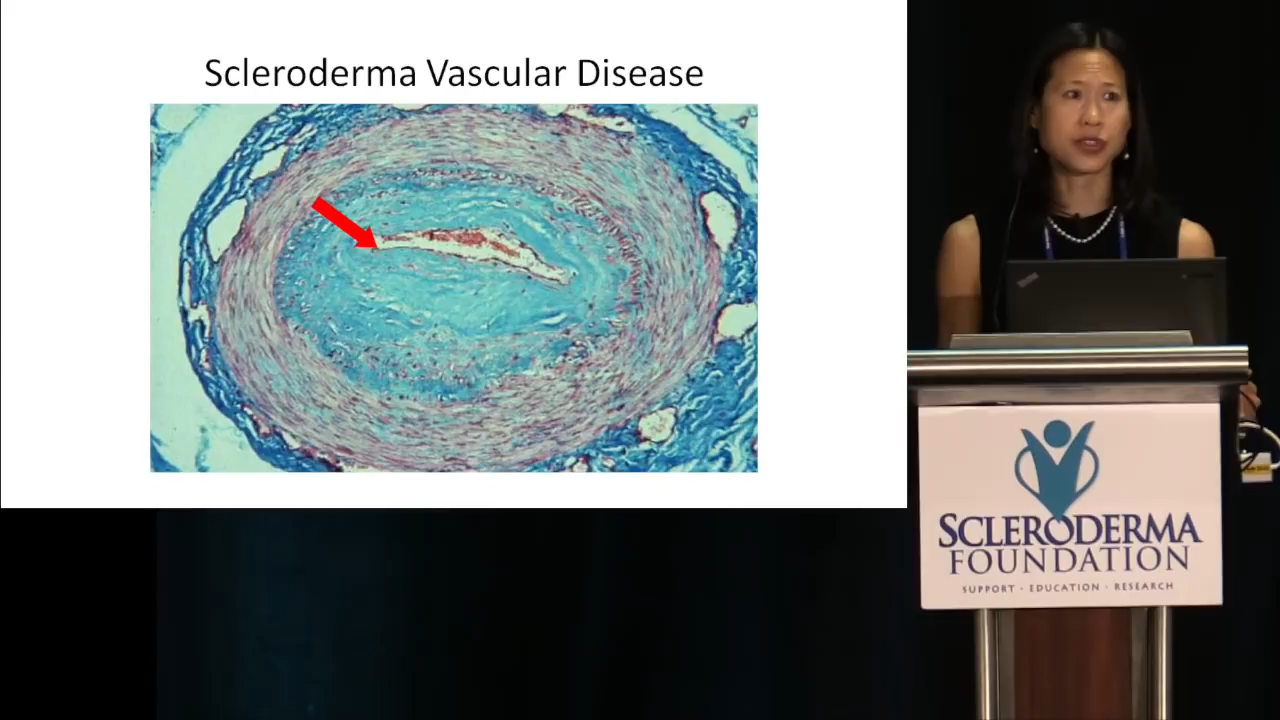 Scleroderma Vascular Disease
SCLERODERMA
FOUNDATION
SUPPORT · EDUCATION · RESEARCH